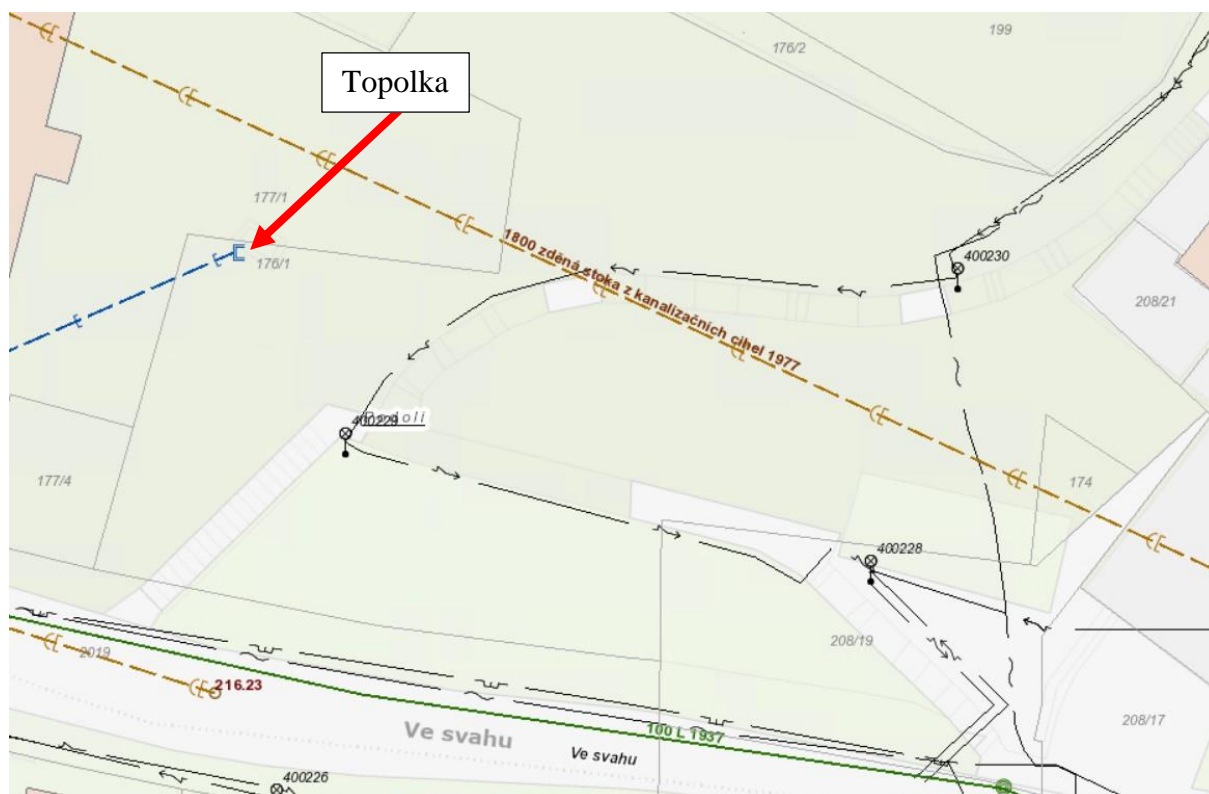 199
176/2
Topolka
177/1
176/1
1800 zděná stoka z kanalizačních cihel 1977
400230
208/21
Podolí
400229
177/4
174
400228
208/19
2019
216.23
208/17
Ve svahu
100 L 1937
Ve svahu
400226